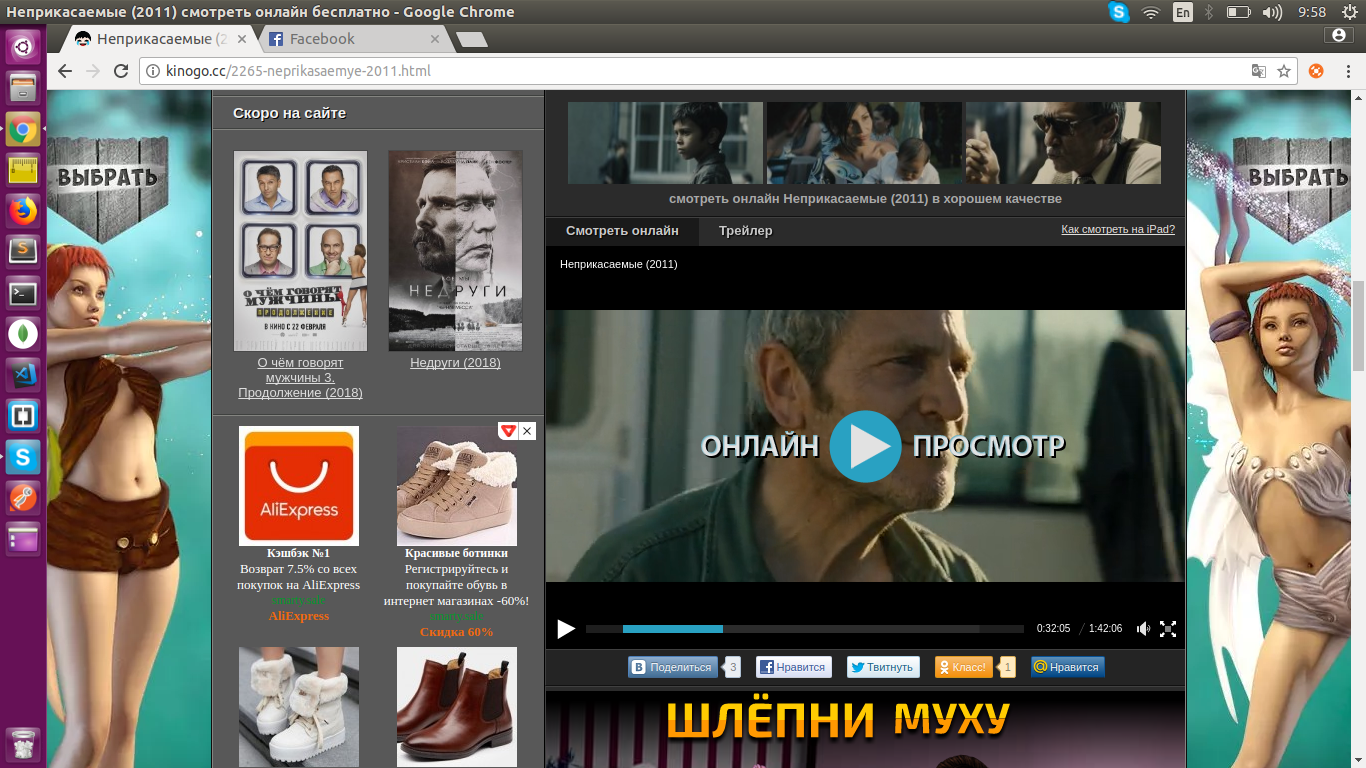 Неприкасаемые (2011) смотреть онлайн бесплатно - Google Chrome
En
9:58
Неприкасаемые (2
Facebook
kinogo.cc/2265-neprikasaemye-2011.html
ВЫБРАТЬ
Скоро на сайте
О ЧЁМ ГОВОРЯТ
МУЖЧИНЫ
ПРОДОЛЖЕНИЕ
В КИНО С 22 ФЕВРАЛЯ
НЕДРУГИ
О чём говорят
мужчины 3.
Продолжение (2018)
Недруги (2018)
AliExpress
Кэшбэк №1
Возврат 7.5% со всех
покупок на AliExpress
AliExpress
Красивые ботинки
Регистрируйтесь и
покупайте обувь в
интернет магазинах -60%!
Скидка 60%
смотреть онлайн Неприкасаемые (2011) в хорошем качестве
Смотреть онлайн
Трейлер
Как смотреть на iPad?
Неприкасаемые (2011)
ОНЛАЙН ПРОСМОТР
0:32:05 / 1:42:06
Поделиться 3
Нравится
Твитнуть
Класс! 1
Нравится
ШЛЁПНИ МУХУ
ВЫБРАТЬ